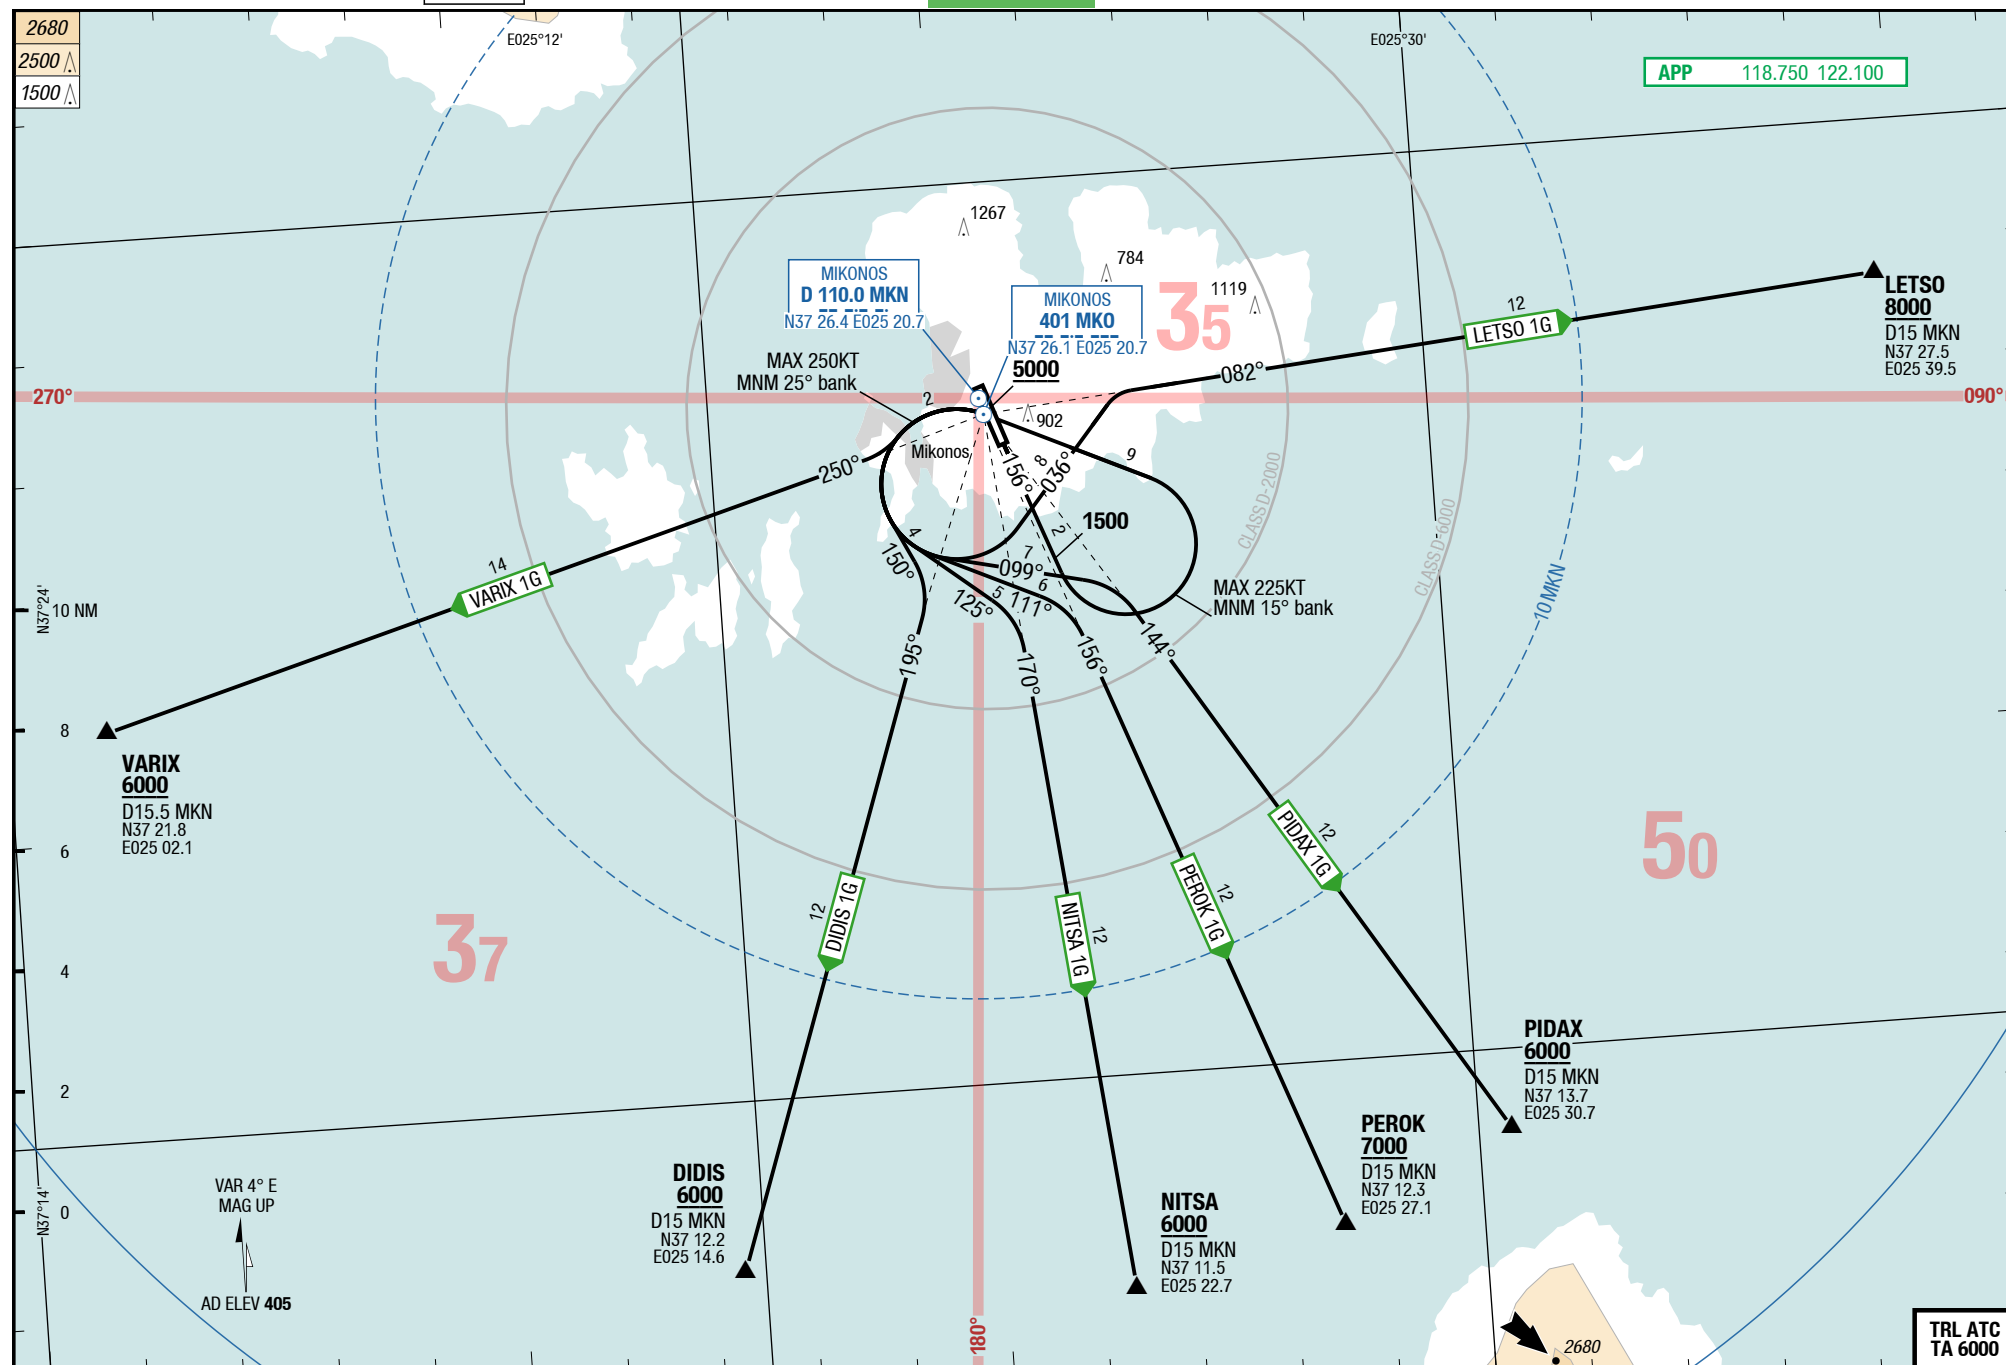 2680
2500
1500
E025°12'
E025°30'
APP 118.750 122.100
1267
784
1119
35
MIKONOS
D 110.0 MKN
N37 26.4 E025 20.7
MIKONOS
401 MKO
N37 26.1 E025 20.7
5000
MAX 250KT
MNM 25° bank
LETSO
8000
D15 MKN
N37 27.5
E025 39.5
12
LETSO 1G
082°
270°
090°
2
902
Mikonos
250°
9
8
156°
036°
2
1500
4
150°
7
099°
6
111°
5
125°
CLASS D-2000
CLASS D-6000
10 MKN
MAX 225KT
MNM 15° bank
14
VARIX 1G
N37°24'
10 NM
195°
170°
156°
144°
8
VARIX
6000
D15.5 MKN
N37 21.8
E025 02.1
6
12
PIDAX 1G
50
12
PEROK 1G
12
NITSA 1G
12
DIDIS 1G
37
4
2
PIDAX
6000
D15 MKN
N37 13.7
E025 30.7
PEROK
7000
D15 MKN
N37 12.3
E025 27.1
DIDIS
6000
D15 MKN
N37 12.2
E025 14.6
NITSA
6000
D15 MKN
N37 11.5
E025 22.7
N37°14'
0
VAR 4° E
MAG UP
AD ELEV 405
180°
2680
TRL ATC
TA 6000